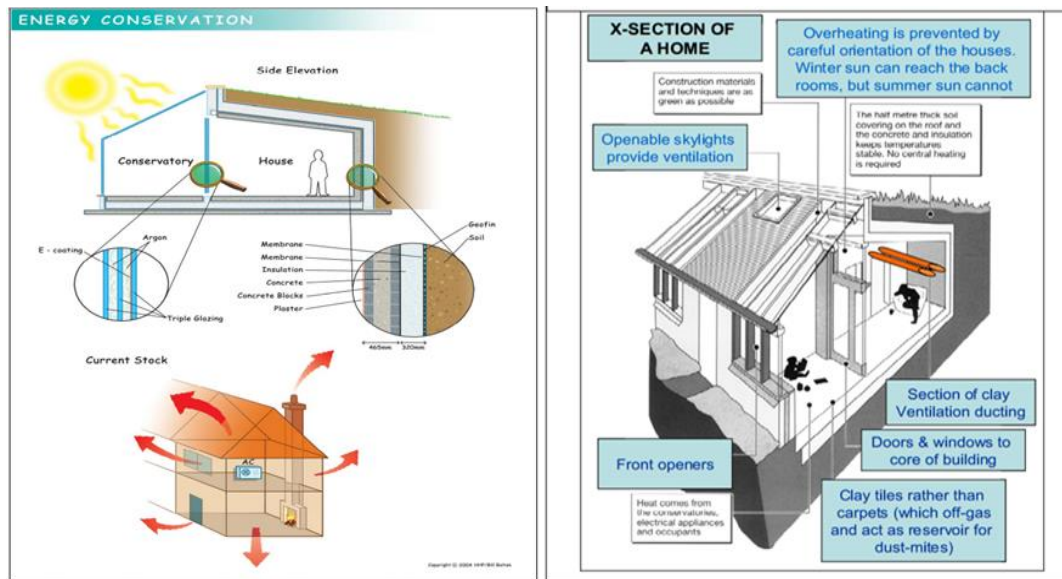 ENERGY CONSERVATION
Side Elevation
Conservatory
House
E - coating
Argon
Triple Glazing
Geofin
Soil
Membrane
Membrane
Insulation
Concrete
Concrete Blocks
Plaster
465mm
320mm
Current Stock
AC
X-SECTION OF
A HOME
Overheating is prevented by
careful orientation of the houses.
Winter sun can reach the back
rooms, but summer sun cannot
Construction materials
and techniques are as
green as possible
The half metre thick soil
covering on the roof and
the concrete and insulation
keeps temperatures
stable. No central heating
is required
Openable skylights
provide ventilation
Section of clay
Ventilation ducting
Doors & windows to
core of building
Front openers
Heat comes from
the conservatories,
electrical appliances
and occupants
Clay tiles rather than
carpets (which off-gas
and act as reservoir for
dust-mites)